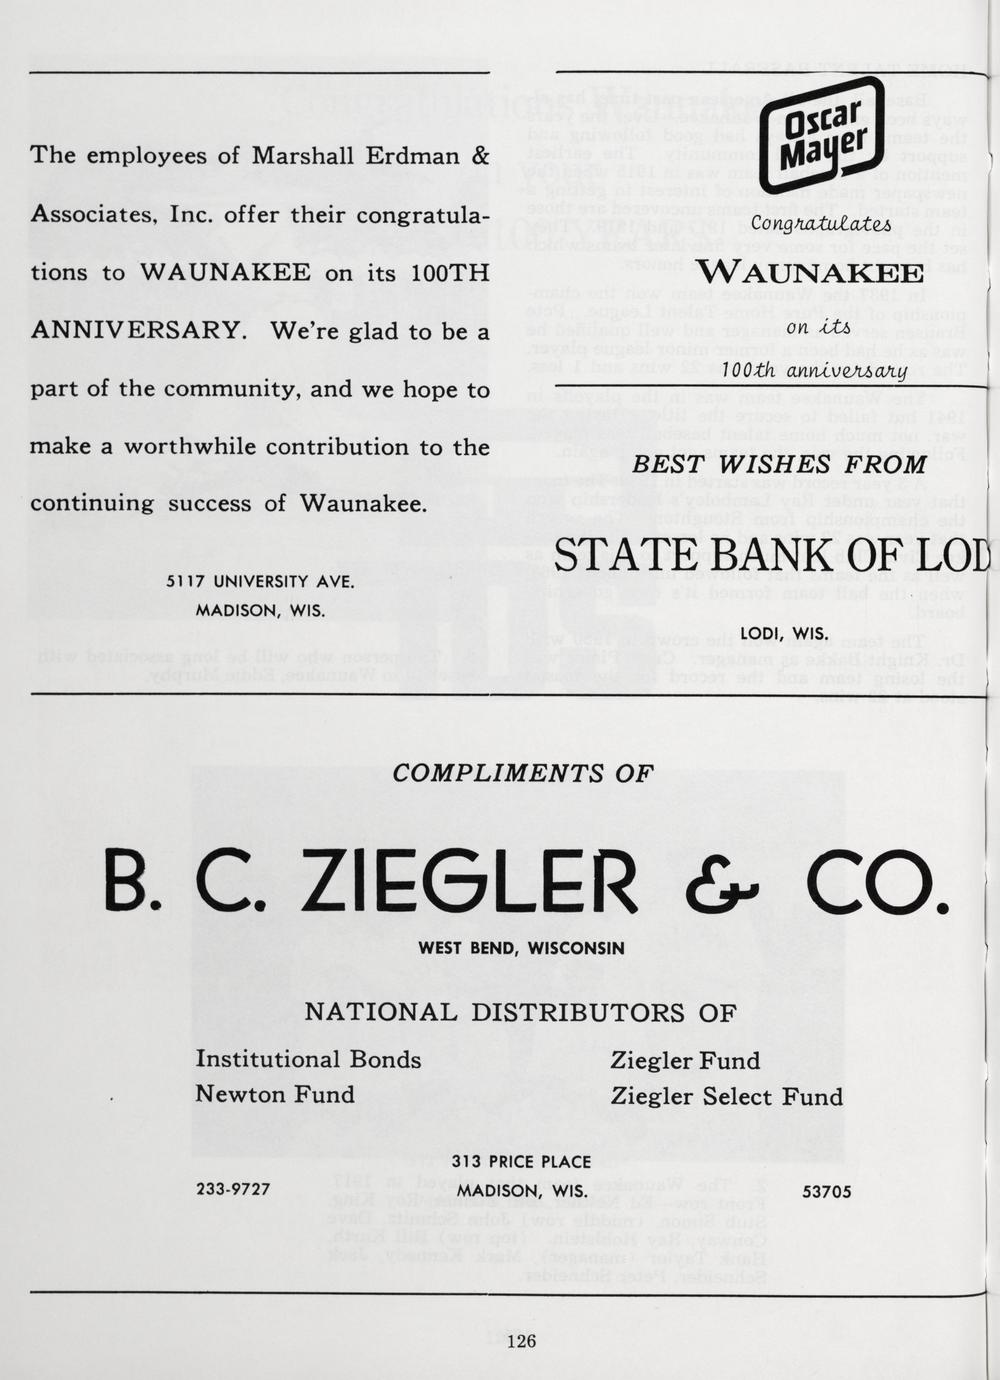 The employees of Marshall Erdman &
Associates, Inc. offer their congratula-
tions to WAUNAKEE on its 100TH
ANNIVERSARY. We're glad to be a
part of the community, and we hope to
make a worthwhile contribution to the
continuing success of Waunakee.
5117 UNIVERSITY AVE.
MADISON, WIS.
Oscar
Mayer
Congratulates
WAUNAKEE
on its
100th anniversary
BEST WISHES FROM
STATE BANK OF LOD
LODI, WIS.
COMPLIMENTS OF
B. C. ZIEGLER & CO.
WEST BEND, WISCONSIN
NATIONAL DISTRIBUTORS OF
Institutional Bonds
Ziegler Fund
Newton Fund
Ziegler Select Fund
313 PRICE PLACE
233-9727 MADISON, WIS. 53705
126